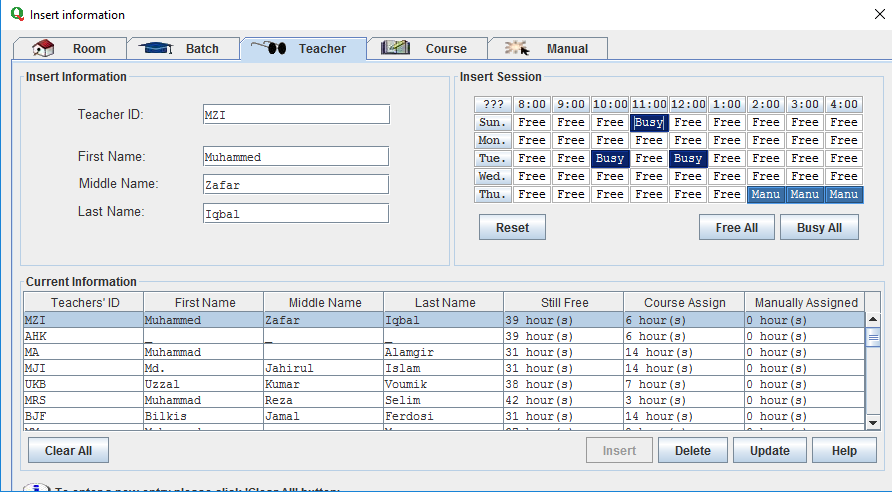 Insert information
Room Batch Teacher Course Manual
Insert Information
Teacher ID: MZI
First Name: Muhammed
Middle Name: Zafar
Last Name: Iqbal
Insert Session
??? 8:00 9:00 10:00 11:00 12:00 1:00 2:00 3:00 4:00
Sun. Free Free Free Busy Free Free Free Free Free
Mon. Free Free Free Free Free Free Free Free Free
Tue. Free Free Busy Free Busy Free Free Free Free
Wed. Free Free Free Free Free Free Free Free Free
Thu. Free Free Free Free Free Free Manu Manu Manu
Reset Free All Busy All
Current Information
Teachers' ID First Name Middle Name Last Name Still Free Course Assign Manually Assigned
MZI Muhammed Zafar Iqbal 39 hour(s) 6 hour(s) 0 hour(s)
AHK _ _ _ 39 hour(s) 6 hour(s) 0 hour(s)
MA Muhammad Alamgir 31 hour(s) 14 hour(s) 0 hour(s)
MJI Md. Jahirul Islam 31 hour(s) 14 hour(s) 0 hour(s)
UKB Uzzal Kumar Voumik 38 hour(s) 7 hour(s) 0 hour(s)
MRS Muhammad Reza Selim 42 hour(s) 3 hour(s) 0 hour(s)
BJF Bilkis Jamal Ferdosi 31 hour(s) 14 hour(s) 0 hour(s)
Clear All Insert Delete Update Help
To enter a new entry please click 'Clear All' button.